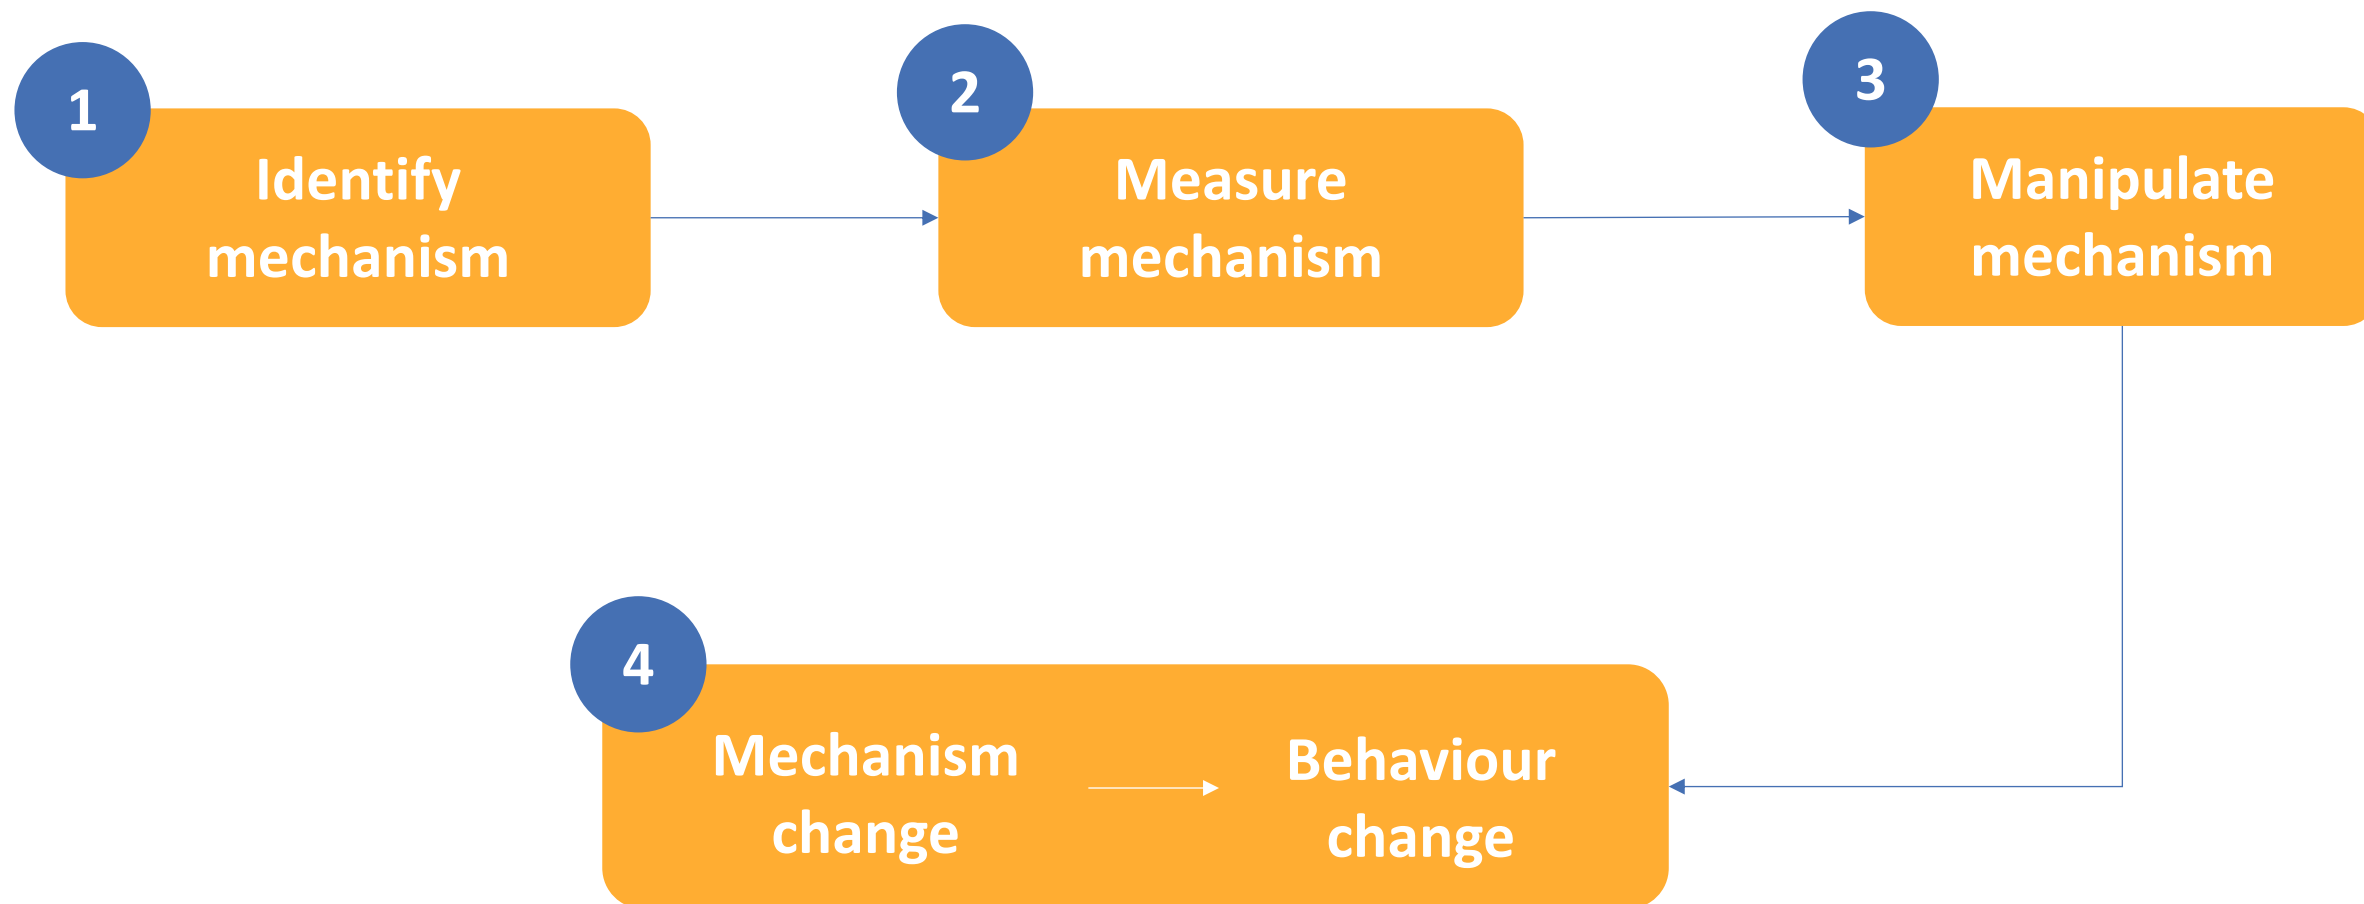 1
Identify
mechanism
2
Measure
mechanism
3
Manipulate
mechanism
4
Mechanism
change
Behaviour
change